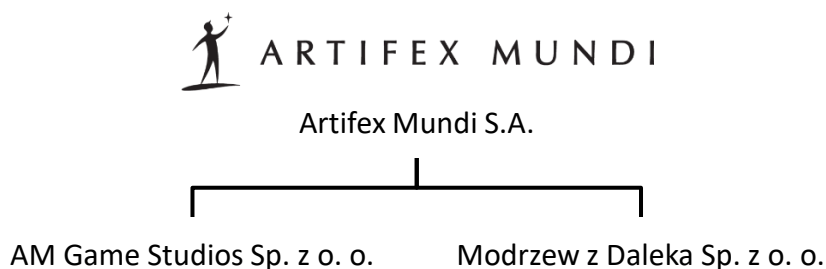 ARTIFEX MUNDI
Artifex Mundi S.A.
AM Game Studios Sp. z o. o.
Modrzew z Daleka Sp. z o. o.